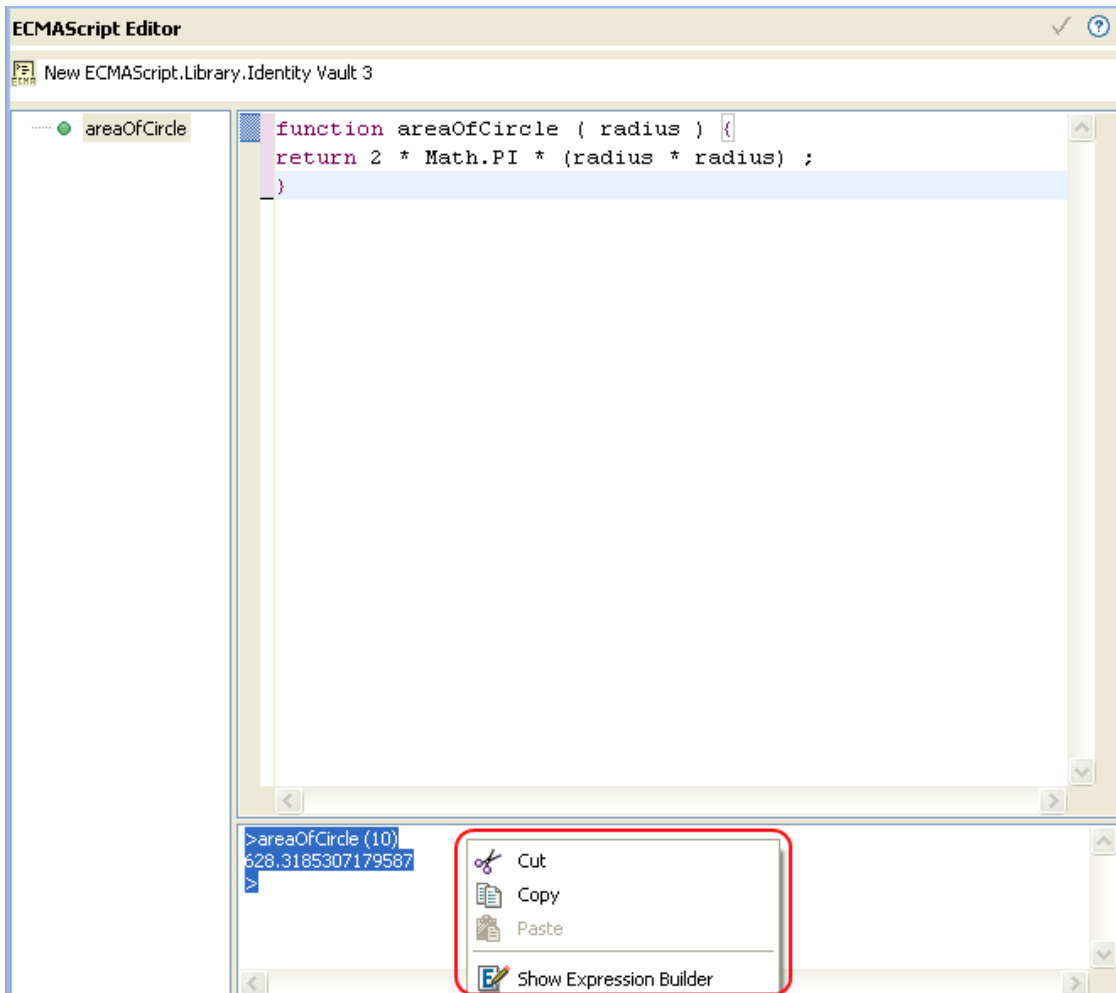 ECMAScript Editor
New ECMAScript.Library.Identity Vault 3
areaOfCircle
function areaOfCircle ( radius ) {
return 2 * Math.PI * (radius * radius) ;
}
>areaOfCircle (10)
628.3185307179587
>
Cut
Copy
Paste
Show Expression Builder